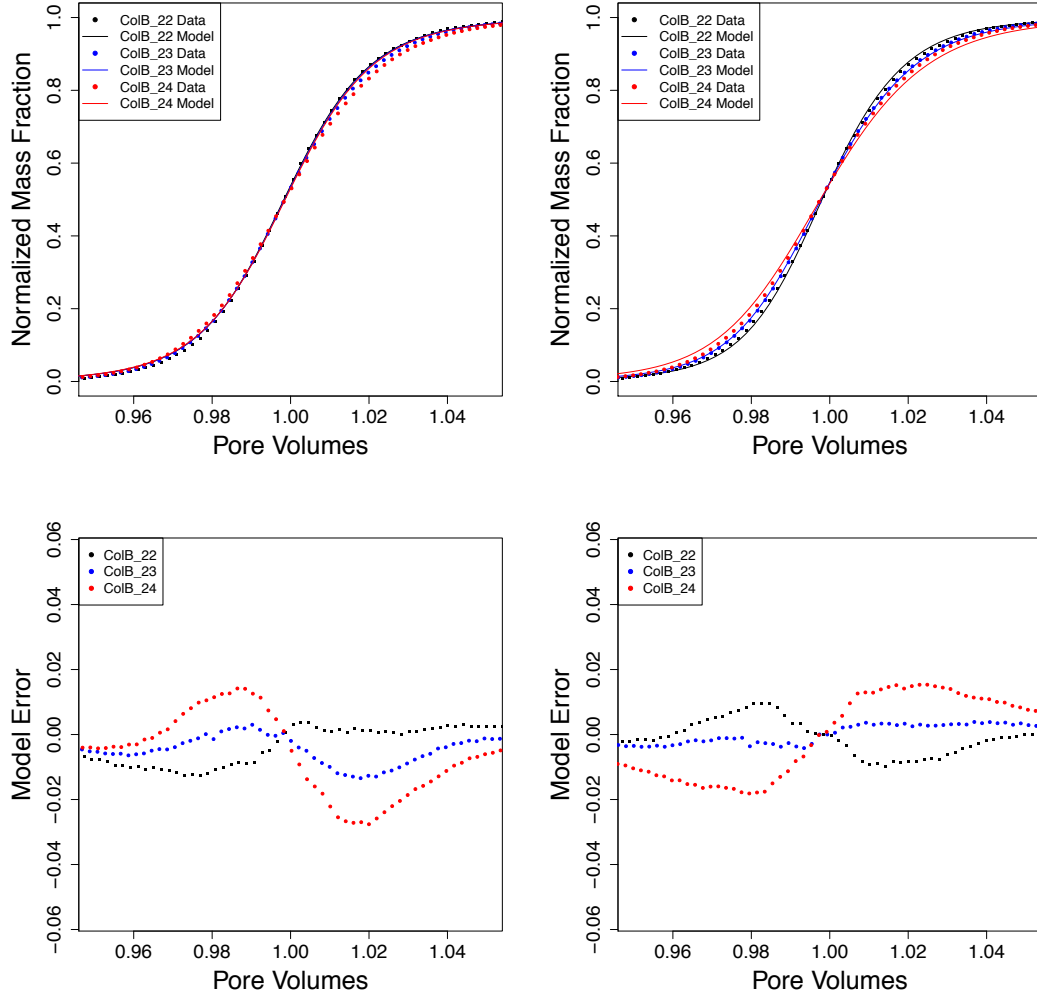 ColB_22 Data
ColB_22 Model
ColB_23 Data
ColB_23 Model
ColB_24 Data
ColB_24 Model
Normalized Mass Fraction
0.0
0.2
0.4
0.6
0.8
1.0
0.96
0.98
1.00
1.02
1.04
Pore Volumes
ColB_22 Data
ColB_22 Model
ColB_23 Data
ColB_23 Model
ColB_24 Data
ColB_24 Model
Normalized Mass Fraction
0.0
0.2
0.4
0.6
0.8
1.0
0.96
0.98
1.00
1.02
1.04
Pore Volumes
ColB_22
ColB_23
ColB_24
Model Error
−0.06
−0.04
−0.02
0.00
0.02
0.04
0.06
0.96
0.98
1.00
1.02
1.04
Pore Volumes
ColB_22
ColB_23
ColB_24
Model Error
−0.06
−0.04
−0.02
0.00
0.02
0.04
0.06
0.96
0.98
1.00
1.02
1.04
Pore Volumes